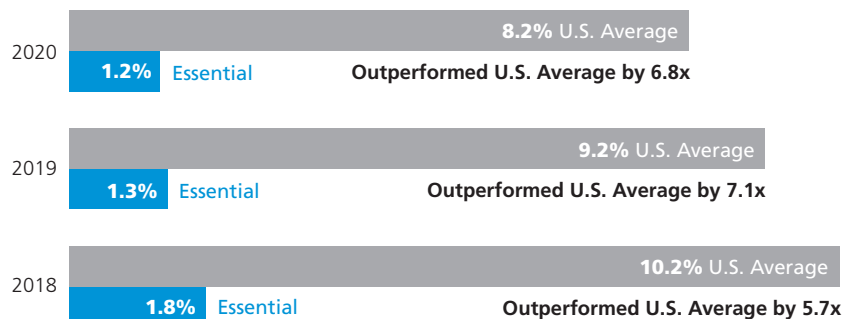 8.2% U.S. Average
2020
1.2% Essential Outperformed U.S. Average by 6.8x
9.2% U.S. Average
2019
1.3% Essential Outperformed U.S. Average by 7.1x
10.2% U.S. Average
2018
1.8% Essential Outperformed U.S. Average by 5.7x